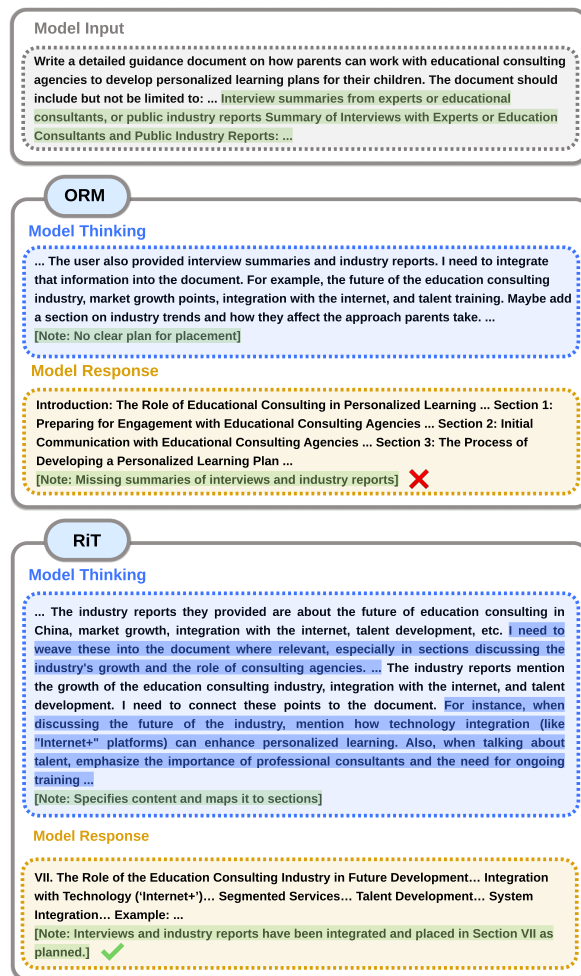 Model Input
Write a detailed guidance document on how parents can work with educational consulting
agencies to develop personalized learning plans for their children. The document should
include but not be limited to: ... Interview summaries from experts or educational
consultants, or public industry reports Summary of Interviews with Experts or Education
Consultants and Public Industry Reports: ...
ORM
Model Thinking
... The user also provided interview summaries and industry reports. I need to integrate
that information into the document. For example, the future of the education consulting
industry, market growth points, integration with the internet, and talent training. Maybe add
a section on industry trends and how they affect the approach parents take. ...
[Note: No clear plan for placement]
Model Response
Introduction: The Role of Educational Consulting in Personalized Learning ... Section 1:
Preparing for Engagement with Educational Consulting Agencies ... Section 2: Initial
Communication with Educational Consulting Agencies ... Section 3: The Process of
Developing a Personalized Learning Plan ...
[Note: Missing summaries of interviews and industry reports]
RiT
Model Thinking
... The industry reports they provided are about the future of education consulting in
China, market growth, integration with the internet, talent development, etc. I need to
weave these into the document where relevant, especially in sections discussing the
industry's growth and the role of consulting agencies. ... The industry reports mention
the growth of the education consulting industry, integration with the internet, and talent
development. I need to connect these points to the document. For instance, when
discussing the future of the industry, mention how technology integration (like
"Internet+" platforms) can enhance personalized learning. Also, when talking about
talent, emphasize the importance of professional consultants and the need for ongoing
training ...
[Note: Specifies content and maps it to sections]
Model Response
VII. The Role of the Education Consulting Industry in Future Development… Integration
with Technology (‘Internet+’)… Segmented Services… Talent Development… System
Integration… Example: ...
[Note: Interviews and industry reports have been integrated and placed in Section VII as
planned.]